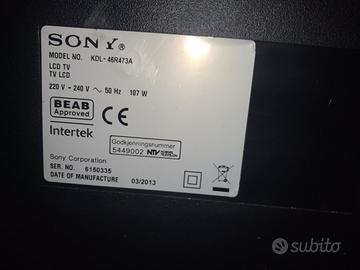 SONY®
MODEL NO. KDL-46R473A
LCD TV
TV LCD
220 V - 240 V ~ 50 Hz 107 W
BEAB
Approved
CE
Intertek
Godkjenningsnummer
5449002 NTV
Sony Corporation
SER. NO. 6150335
DATE OF MANUFACTURE 03/2013
subito